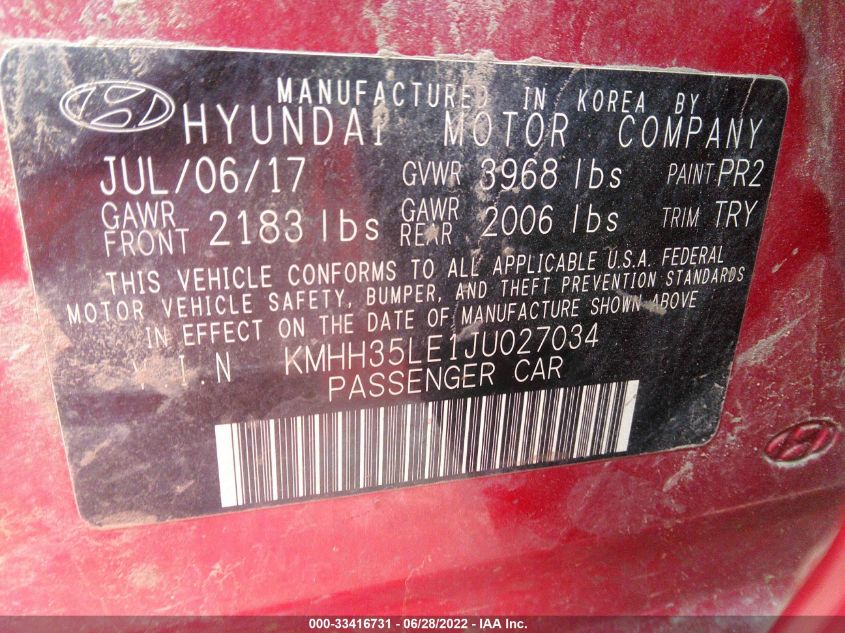 MANUFACTURED IN KOREA BY
HYUNDAI MOTOR COMPANY
JUL/06/17 GVWR 3968 lbs PAINT PR2
GAWR FRONT 2183 lbs GAWR REAR 2006 lbs TRIM TRY
THIS VEHICLE CONFORMS TO ALL APPLICABLE U.S.A. FEDERAL
MOTOR VEHICLE SAFETY, BUMPER, AND THEFT PREVENTION STANDARDS
IN EFFECT ON THE DATE OF MANUFACTURE SHOWN ABOVE
V.I.N KMHH35LE1JU027034
PASSENGER CAR
000-33416731 - 06/28/2022 - IAA Inc.